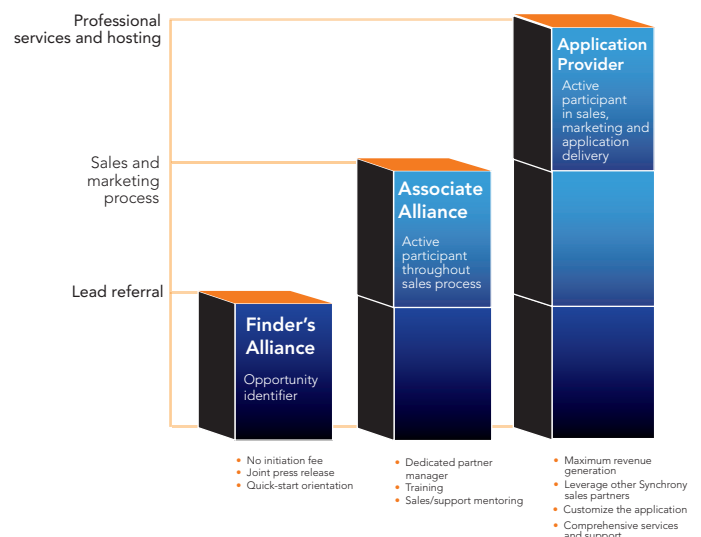 Professional
services and hosting
Application
Provider
Active
participant
in sales,
marketing and
application
delivery
Sales and
marketing
process
Associate
Alliance
Active
participant
throughout
sales process
Lead referral
Finder's
Alliance
Opportunity
identifier
• No initiation fee
• Joint press release
• Quick-start orientation
• Dedicated partner
manager
• Training
• Sales/support mentoring
• Maximum revenue
generation
• Leverage other Synchrony
sales partners
• Customize the application
• Comprehensive services
and support